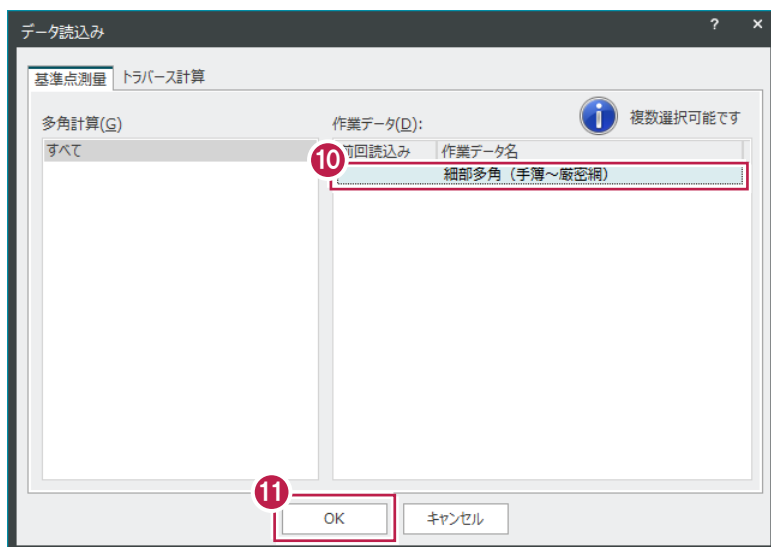 データ読込み
? ×
基準点測量 トラバース計算
多角計算(G)
作業データ(D):
複数選択可能です
すべて
前回読込み 作業データ名
⑩
細部多角（手簿～厳密網）
⑪
OK キャンセル